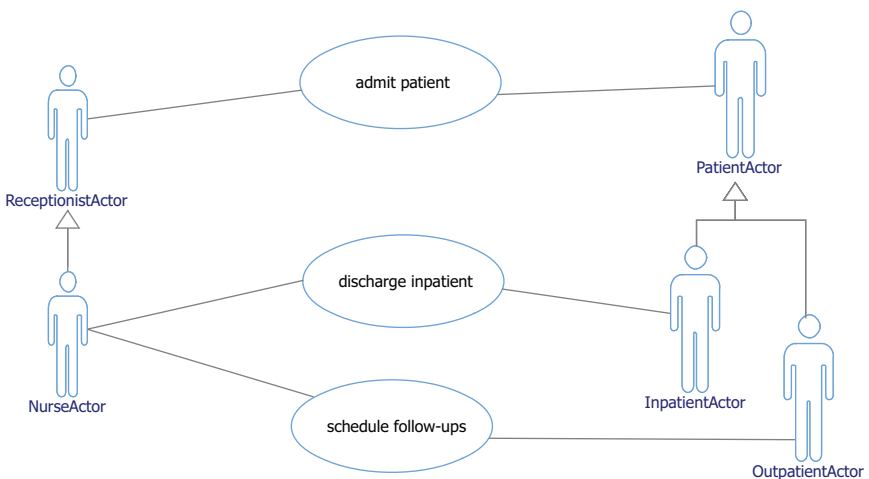 admit patient
PatientActor
ReceptionistActor
discharge inpatient
NurseActor
InpatientActor
schedule follow-ups
OutpatientActor